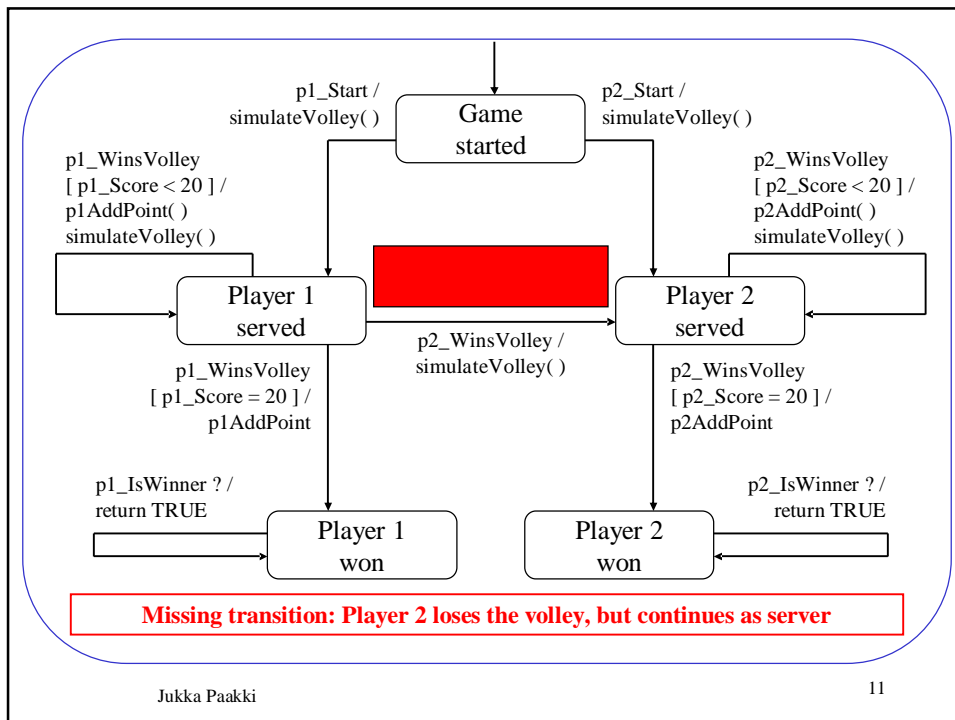 p1_Start /
simulateVolley( )
p2_Start /
simulateVolley( )
Game
started
p1_WinsVolley
[ p1_Score < 20 ] /
p1AddPoint( )
simulateVolley( )
p2_WinsVolley
[ p2_Score < 20 ] /
p2AddPoint( )
simulateVolley( )
Player 1
served
Player 2
served
p2_WinsVolley /
simulateVolley( )
p1_WinsVolley
[ p1_Score = 20 ] /
p1AddPoint
p2_WinsVolley
[ p2_Score = 20 ] /
p2AddPoint
p1_IsWinner ? /
return TRUE
p2_IsWinner ? /
return TRUE
Player 1
won
Player 2
won
Missing transition: Player 2 loses the volley, but continues as server
Jukka Paakki
11